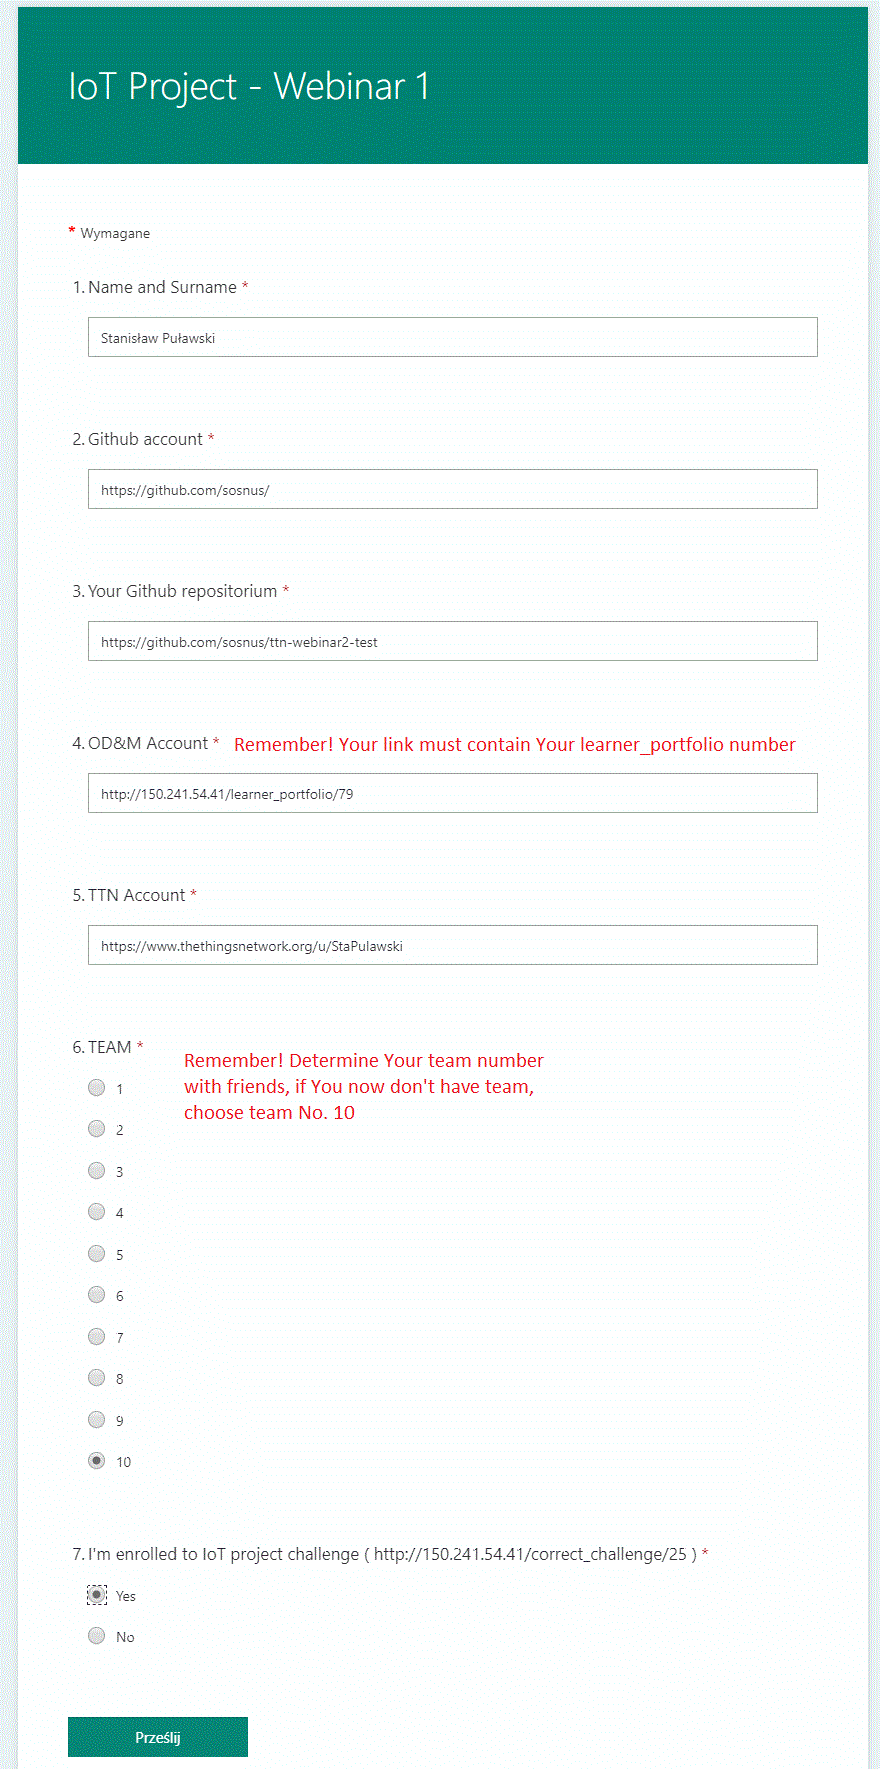 IoT Project - Webinar 1
* Wymagane
1. Name and Surname *
Stanisław Puławski
2. Github account *
https://github.com/sosnus/
3. Your Github repositorium *
https://github.com/sosnus/ttn-webinar2-test
4. OD&M Account * Remember! Your link must contain Your learner_portfolio number
http://150.241.54.41/learner_portfolio/79
5. TTN Account *
https://www.thethingsnetwork.org/u/StaPulawski
6. TEAM *
Remember! Determine Your team number
with friends, if You now don't have team,
choose team No. 10
1
2
3
4
5
6
7
8
9
10
7. I'm enrolled to IoT project challenge ( http://150.241.54.41/correct_challenge/25 ) *
Yes
No
Prześlij